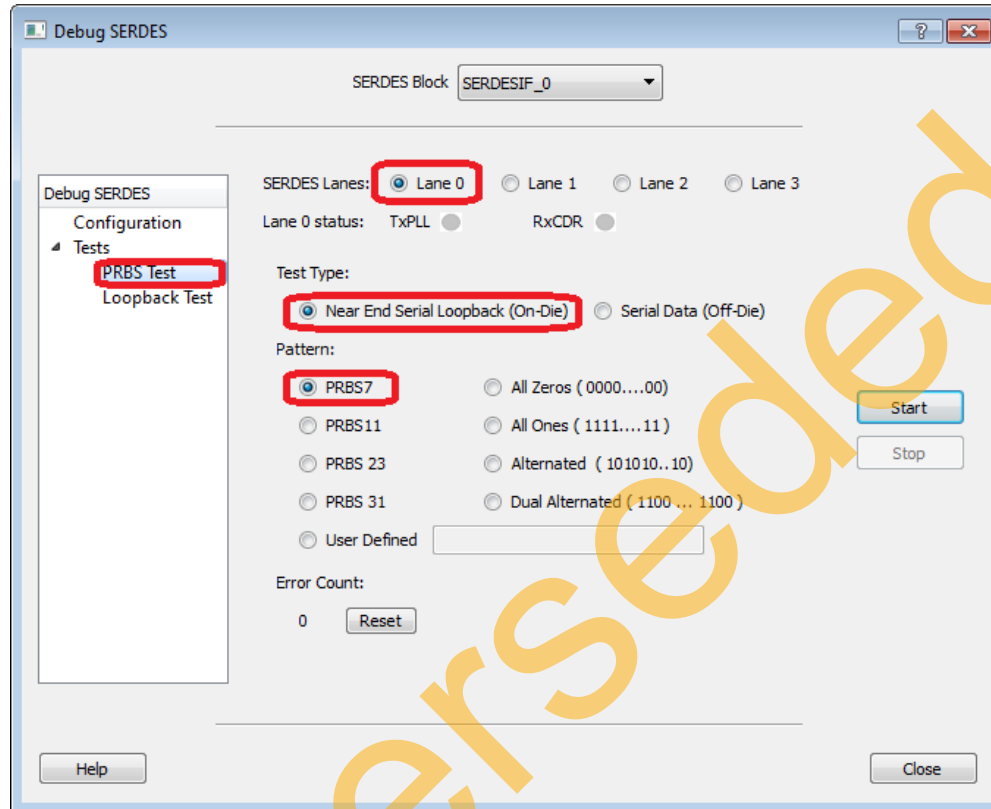 Debug SERDES
SERDES Block SERDESIF_0
Debug SERDES
Configuration
Tests
PRBS Test
Loopback Test
SERDES Lanes: Lane 0 Lane 1 Lane 2 Lane 3
Lane 0 status: TxPLL RxCDR
Test Type:
Near End Serial Loopback (On-Die) Serial Data (Off-Die)
Pattern:
PRBS7 All Zeros ( 0000....00)
PRBS11 All Ones ( 1111....11 )
PRBS 23 Alternated ( 101010..10)
PRBS 31 Dual Alternated ( 1100 ... 1100 )
User Defined
Error Count:
0 Reset
Start
Stop
Help Close
ersed